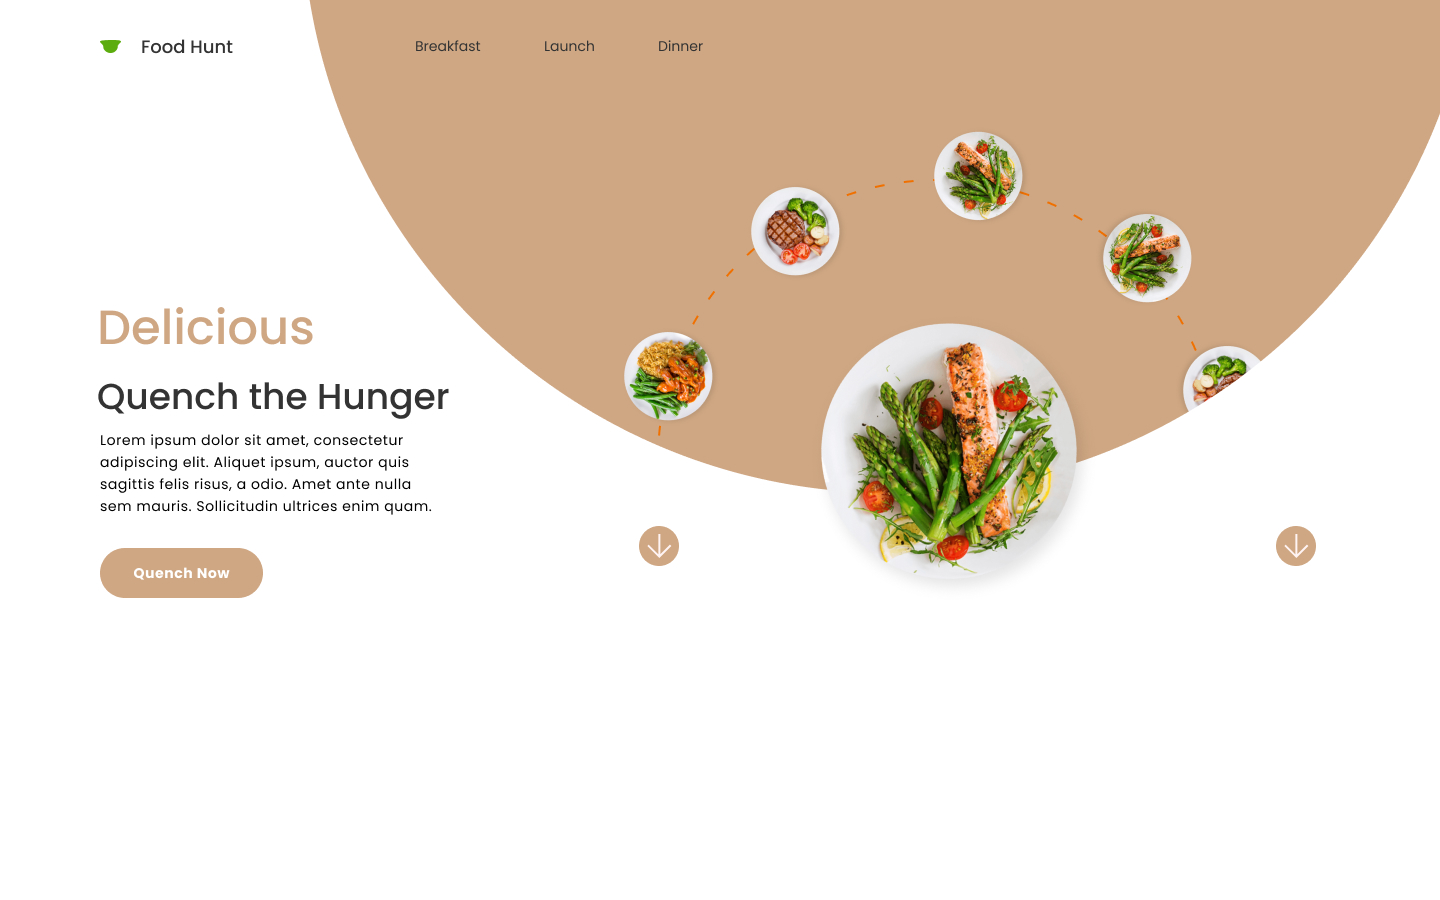 Food Hunt
Breakfast
Launch
Dinner
Delicious
Quench the Hunger
Lorem ipsum dolor sit amet, consectetur
adipiscing elit. Aliquet ipsum, auctor quis
sagittis felis risus, a odio. Amet ante nulla
sem mauris. Sollicitudin ultrices enim quam.
Quench Now